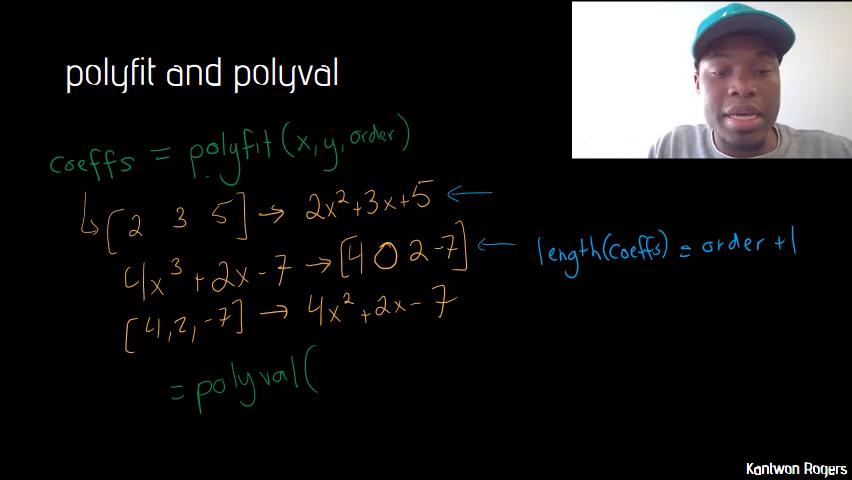 polyfit and polyval
coeffs = polyfit(x, y, order)
[2 3 5] → 2x²+3x+5 ←
4x³+2x-7 → [4 0 2 -7] ← length(coeffs) = order + 1
[4, 2, -7] → 4x²+2x-7
= polyval(
Kantwon Rogers